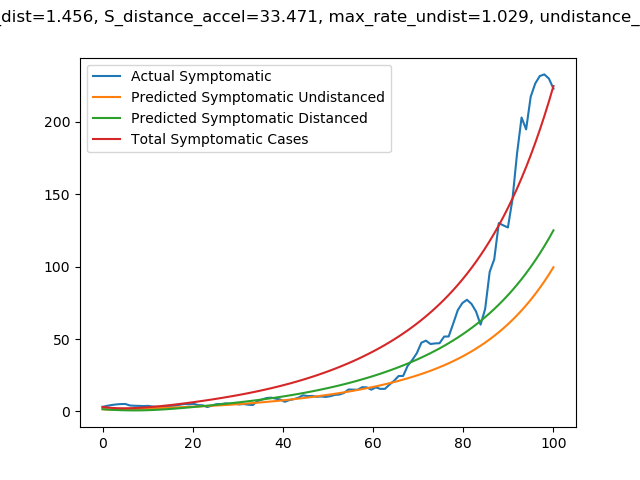 _dist=1.456, S_distance_accel=33.471, max_rate_undist=1.029, undistance_
Actual Symptomatic
Predicted Symptomatic Undistanced
Predicted Symptomatic Distanced
Total Symptomatic Cases
200
150
100
50
0
0 20 40 60 80 100